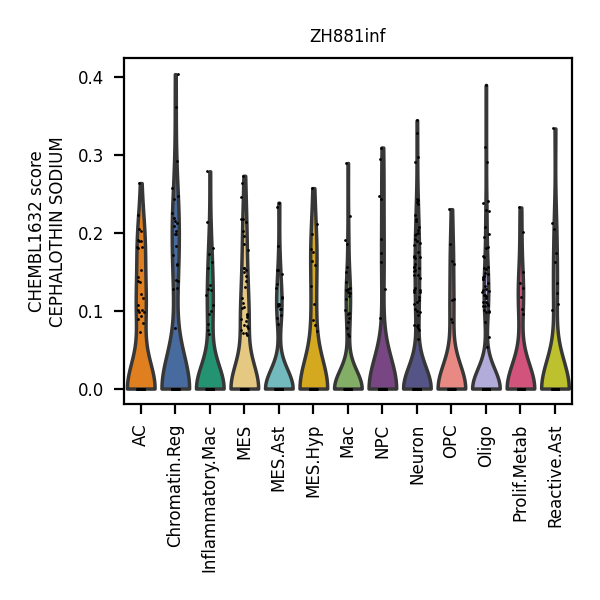 ZH881inf
CHEMBL1632 score
CEPHALOTHIN SODIUM
0.4
0.3
0.2
0.1
0.0
AC
Chromatin.Reg
Inflammatory.Mac
MES
MES.Ast
MES.Hyp
Mac
NPC
Neuron
OPC
Oligo
Prolif.Metab
Reactive.Ast